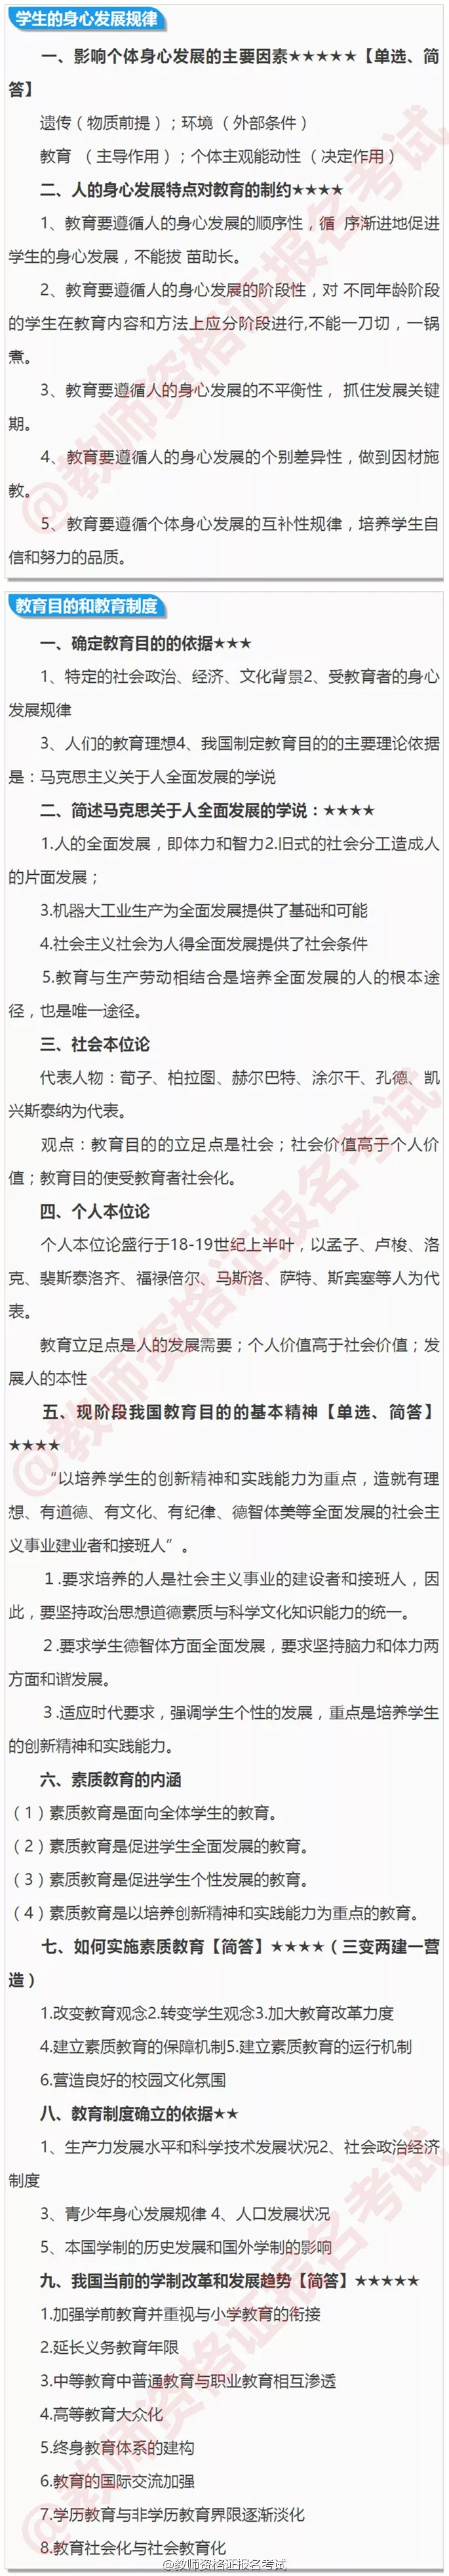 学生的身心发展规律
一、影响个体身心发展的主要因素★★★★★【单选、简
答】
遗传（物质前提）；环境（外部条件）
教育 （主导作用）；个体主观能动性 （决定作用）
二、人的身心发展特点对教育的制约★★★★
1、教育要遵循人的身心发展的顺序性，循 序渐进地促进
学生的身心发展，不能拔 苗助长。
2、教育要遵循人的身心发展的阶段性，对 不同年龄阶段
的学生在教育内容和方法上应分阶段进行,不能一刀切，一锅
煮。
3、教育要遵循人的身心发展的不平衡性， 抓住发展关键
期。
4、教育要遵循人的身心发展的个别差异性，做到因材施
教。
5、教育要遵循个体身心发展的互补性规律，培养学生自
信和努力的品质。
教育目的和教育制度
一、确定教育目的的依据★★★
1、特定的社会政治、经济、文化背景2、受教育者的身心
发展规律
3、人们的教育理想4、我国制定教育目的的主要理论依据
是：马克思主义关于人全面发展的学说
二、简述马克思关于人全面发展的学说：★★★★
1.人的全面发展，即体力和智力2.旧式的社会分工造成人
的片面发展；
3.机器大工业生产为全面发展提供了基础和可能
4.社会主义社会为人得全面发展提供了社会条件
5.教育与生产劳动相结合是培养全面发展的人的根本途
径，也是唯一途径。
三、社会本位论
代表人物：荀子、柏拉图、赫尔巴特、涂尔干、孔德、凯
兴斯泰纳为代表。
观点：教育目的的立足点是社会；社会价值高于个人价
值；教育目的使受教育者社会化。
四、个人本位论
个人本位论盛行于18-19世纪上半叶，以孟子、卢梭、洛
克、裴斯泰洛齐、福禄倍尔、马斯洛、萨特、斯宾塞等人为代
表。
教育立足点是人的发展需要；个人价值高于社会价值；发
展人的本性
五、现阶段我国教育目的的基本精神【单选、简答】
★★★★
“以培养学生的创新精神和实践能力为重点，造就有理
想、有道德、有文化、有纪律、德智体美等全面发展的社会主
义事业建业者和接班人”。
１.要求培养的人是社会主义事业的建设者和接班人，因
此，要坚持政治思想道德素质与科学文化知识能力的统一。
２.要求学生德智体方面全面发展，要求坚持脑力和体力两
方面和谐发展。
３.适应时代要求，强调学生个性的发展，重点是培养学生
的创新精神和实践能力。
六、素质教育的内涵
（1）素质教育是面向全体学生的教育。
（2）素质教育是促进学生全面发展的教育。
（3）素质教育是促进学生个性发展的教育。
（4）素质教育是以培养创新精神和实践能力为重点的教育。
七、如何实施素质教育【简答】★★★★（三变两建一营
造）
1.改变教育观念2.转变学生观念3.加大教育改革力度
4.建立素质教育的保障机制5.建立素质教育的运行机制
6.营造良好的校园文化氛围
八、教育制度确立的依据★★
1、生产力发展水平和科学技术发展状况2、社会政治经济
制度
3、青少年身心发展规律 4、人口发展状况
5、本国学制的历史发展和国外学制的影响
九、我国当前的学制改革和发展趋势【简答】★★★★★
1.加强学前教育并重视与小学教育的衔接
2.延长义务教育年限
3.中等教育中普通教育与职业教育相互渗透
4.高等教育大众化
5.终身教育体系的建构
6.教育的国际交流加强
7.学历教育与非学历教育界限逐渐淡化
8.教育社会化与社会教育化
@教师资格证报名考试
@教师资格证报名考试
@教师资格证报名考试
@教师资格证报名考试